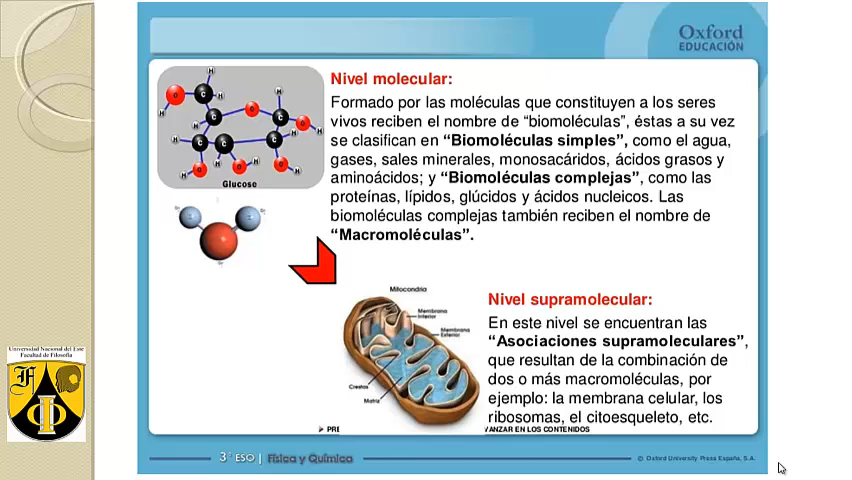 Oxford
EDUCACIÓN
Nivel molecular:
Formado por las moléculas que constituyen a los seres
vivos reciben el nombre de “biomoléculas”, éstas a su vez
se clasifican en “Biomoléculas simples”, como el agua,
gases, sales minerales, monosacáridos, ácidos grasos y
aminoácidos; y “Biomoléculas complejas”, como las
proteínas, lípidos, glúcidos y ácidos nucleicos. Las
biomoléculas complejas también reciben el nombre de
“Macromoléculas”.
H
O
C
H
H
H
C
O
C
O
H
H
H
C
C
C
H
H
O
H
O
H
O
H
Glucose
Mitocondria
Membrana
Inferior
Membrana
Exterior
Crestas
Matriz
Nivel supramolecular:
En este nivel se encuentran las
“Asociaciones supramoleculares”,
que resultan de la combinación de
dos o más macromoléculas, por
ejemplo: la membrana celular, los
ribosomas, el citoesqueleto, etc.
Universidad Nacional del Este
Facultad de Filosofía
F
PRE
VANZAR EN LOS CONTENIDOS
3° ESO | Física y Química
© Oxford University Press España, S.A.